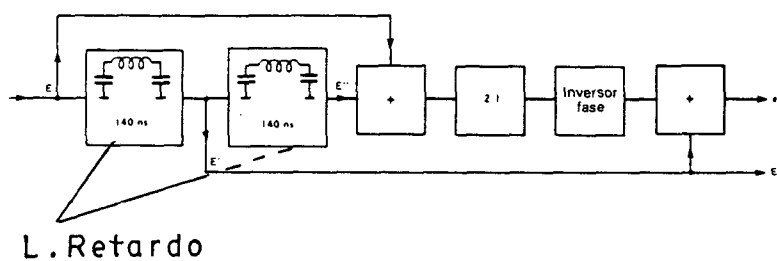 E
140 ns
E'
140 ns
E''
+
2 1
Inversor
fase
+
E
L. Retardo